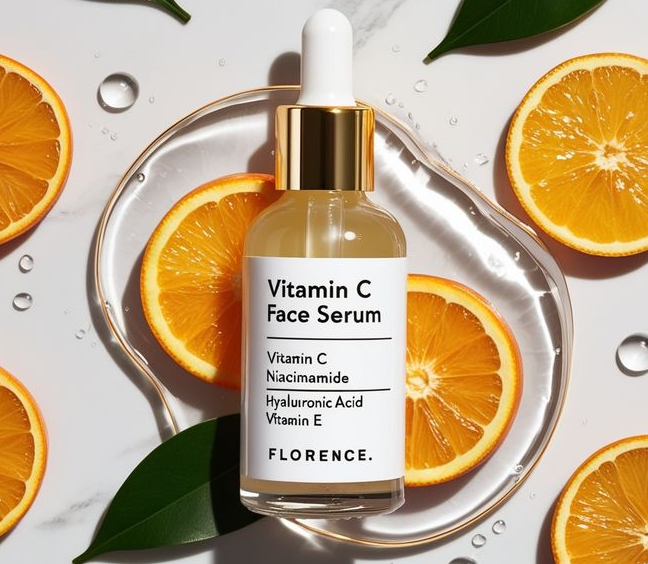 Vitamin C
Face Serum
Vitamin C
Niacimamide
Hyaluronic Acid
Vitamin E
FLORENCE.